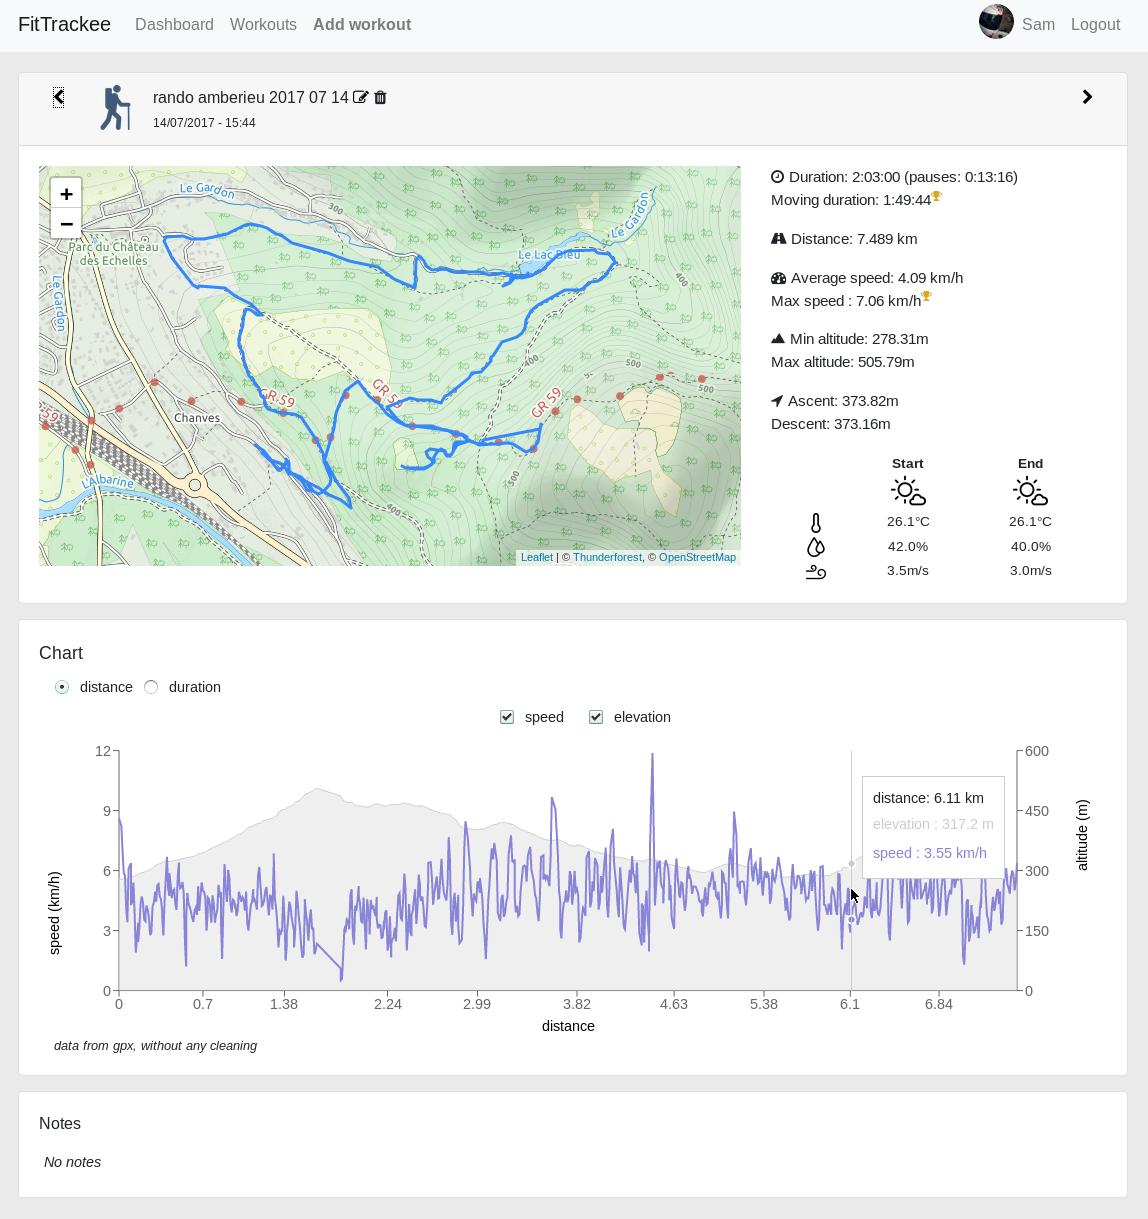 FitTrackee Dashboard Workouts Add workout Sam Logout
rando amberieu 2017 07 14
14/07/2017 - 15:44
+
−
Le Gardon
300
Parc du Château
des Echelles
Le Gardon
Le Lac Bleu
Le Gardon
400
400
500
500
GR 59
GR 5
GR 59
59
Chanves
L'Albarine
400
500
Leaflet | © Thunderforest, © OpenStreetMap
Duration: 2:03:00 (pauses: 0:13:16)
Moving duration: 1:49:44
Distance: 7.489 km
Average speed: 4.09 km/h
Max speed : 7.06 km/h
Min altitude: 278.31m
Max altitude: 505.79m
Ascent: 373.82m
Descent: 373.16m
Start End
26.1°C 26.1°C
42.0% 40.0%
3.5m/s 3.0m/s
Chart
distance duration
speed elevation
12
9
6
3
0
speed (km/h)
600
450
300
150
0
altitude (m)
distance: 6.11 km
elevation : 317.2 m
speed : 3.55 km/h
0 0.7 1.38 2.24 2.99 3.82 4.63 5.38 6.1 6.84
distance
data from gpx, without any cleaning
Notes
No notes